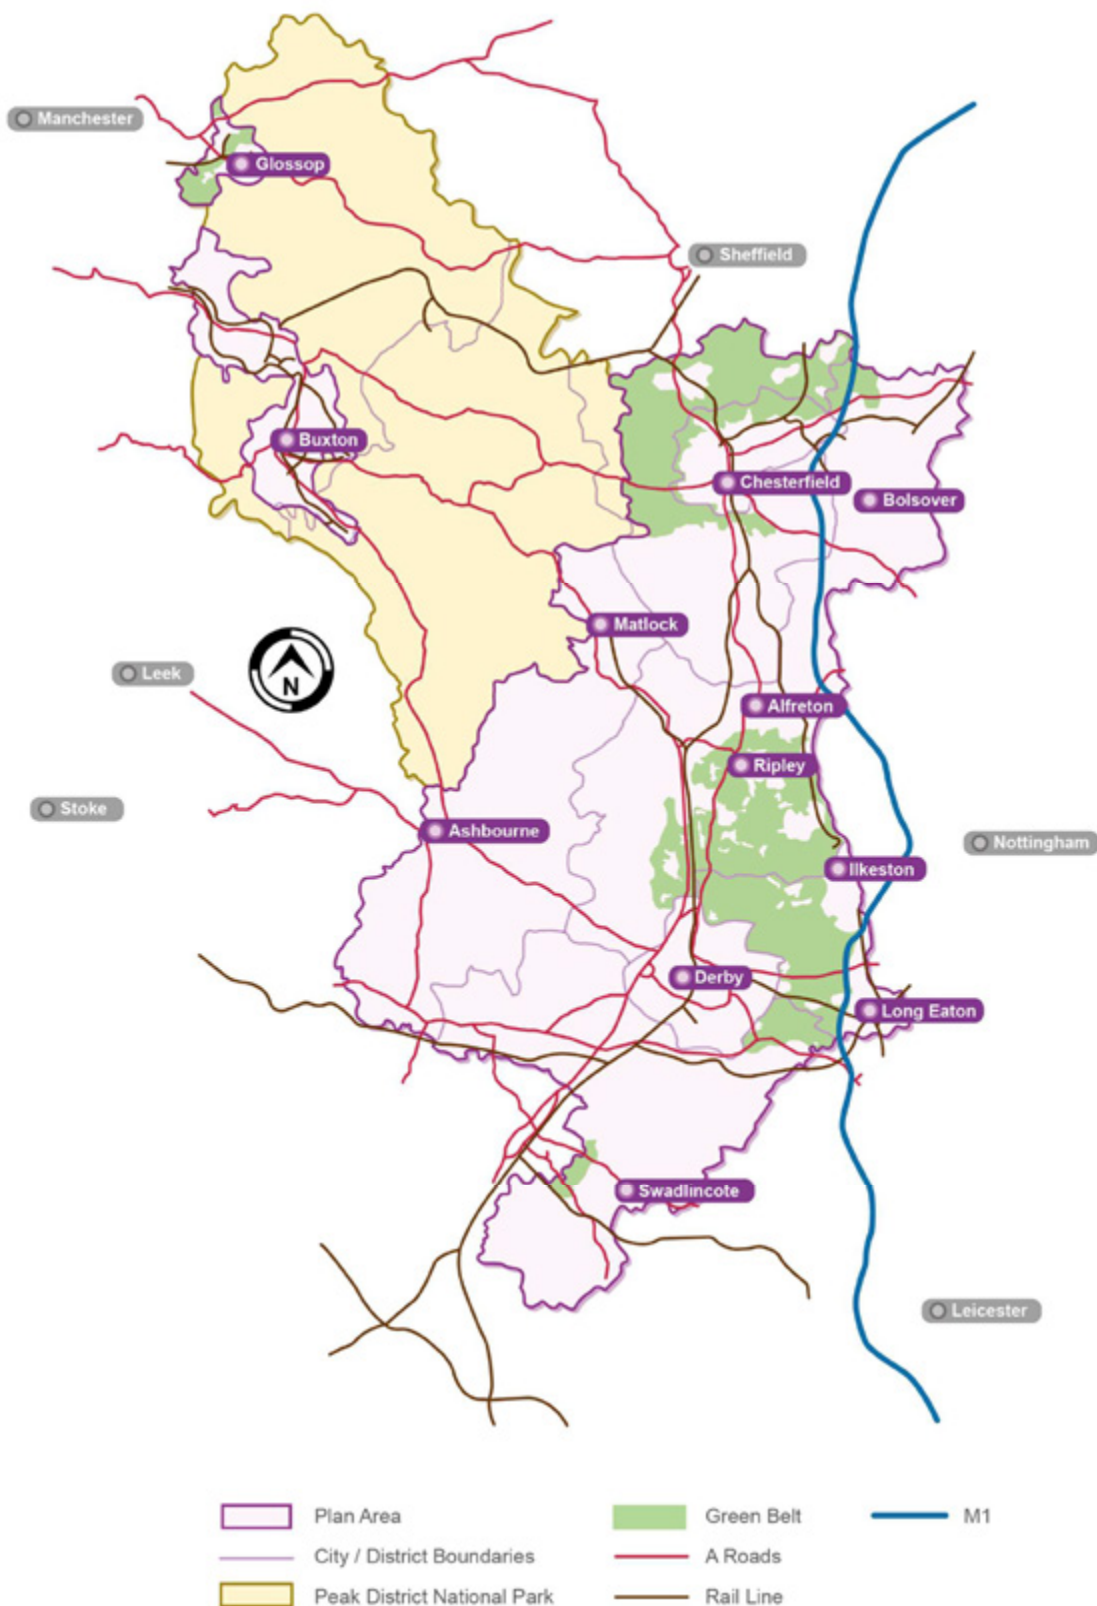 Manchester
Glossop
Sheffield
Buxton
Chesterfield
Bolsover
Matlock
Leek
N
Alfreton
Ripley
Stoke
Ashbourne
Nottingham
Ilkeston
Derby
Long Eaton
Swadlincote
Leicester
Plan Area
Green Belt
M1
City / District Boundaries
A Roads
Peak District National Park
Rail Line